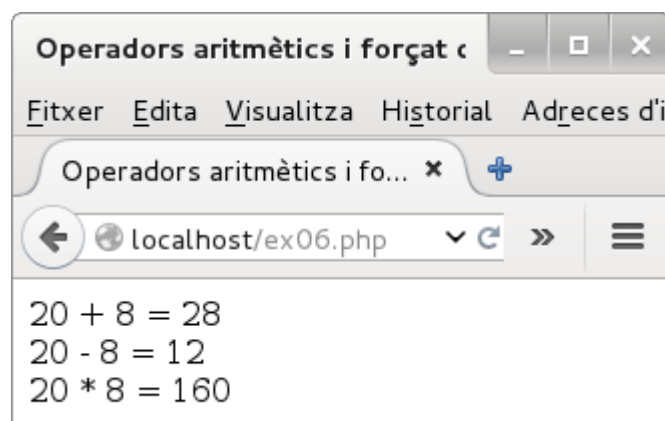 Operadors aritmètics i forçat
Fitxer Edita Visualitza Historial Adreces d'i
Operadors aritmètics i fo...
localhost/ex06.php
20 + 8 = 28
20 - 8 = 12
20 * 8 = 160